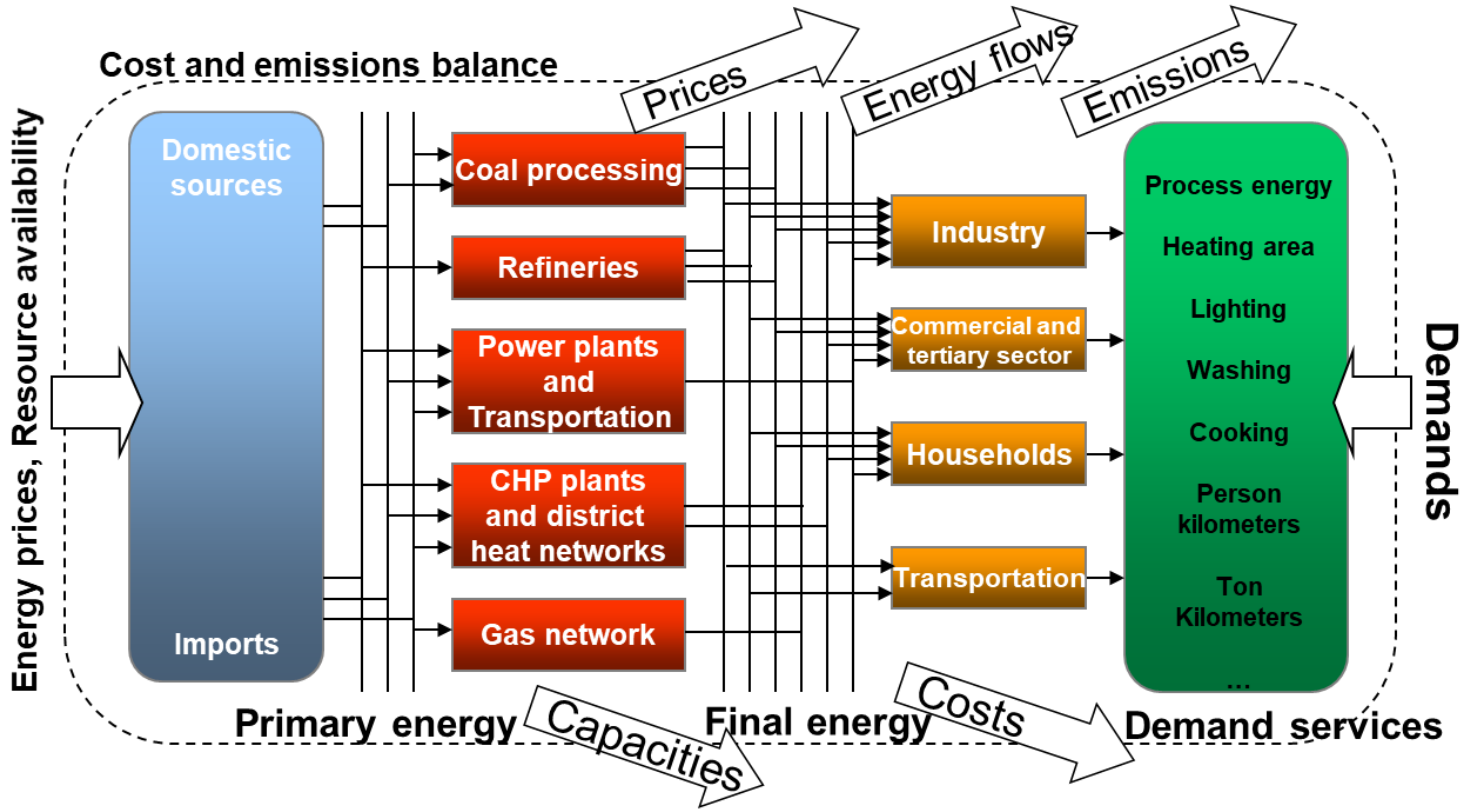 Cost and emissions balance
Prices
Energy flows
Emissions
Energy prices, Resource availability
Domestic
sources
Imports
Primary energy
Coal processing
Refineries
Power plants
and
Transportation
CHP plants
and district
heat networks
Gas network
Capacities
Final energy
Industry
Commercial and
tertiary sector
Households
Transportation
Costs
Process energy
Heating area
Lighting
Washing
Cooking
Person
kilometers
Ton
Kilometers
...
Demand services
Demands